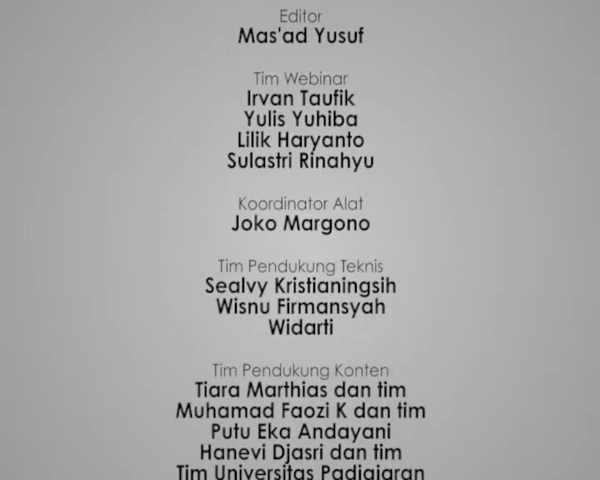 Editor
Mas'ad Yusuf
Tim Webinar
Irvan Taufik
Yulis Yuhiba
Lilik Haryanto
Sulastri Rinahyu
Koordinator Alat
Joko Margono
Tim Pendukung Teknis
Sealvy Kristianingsih
Wisnu Firmansyah
Widarti
Tim Pendukung Konten
Tiara Marthias dan tim
Muhamad Faozi K dan tim
Putu Eka Andayani
Hanevi Djasri dan tim
Tim Universitas Padjajaran